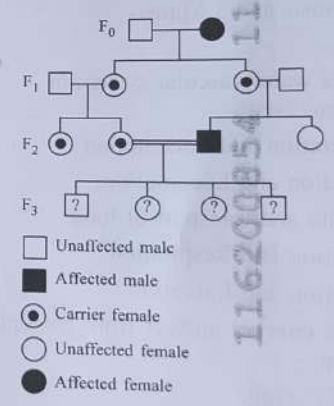 F0
F1
F2
F3 ? ? ? ?
Unaffected male
Affected male
Carrier female
Unaffected female
Affected female